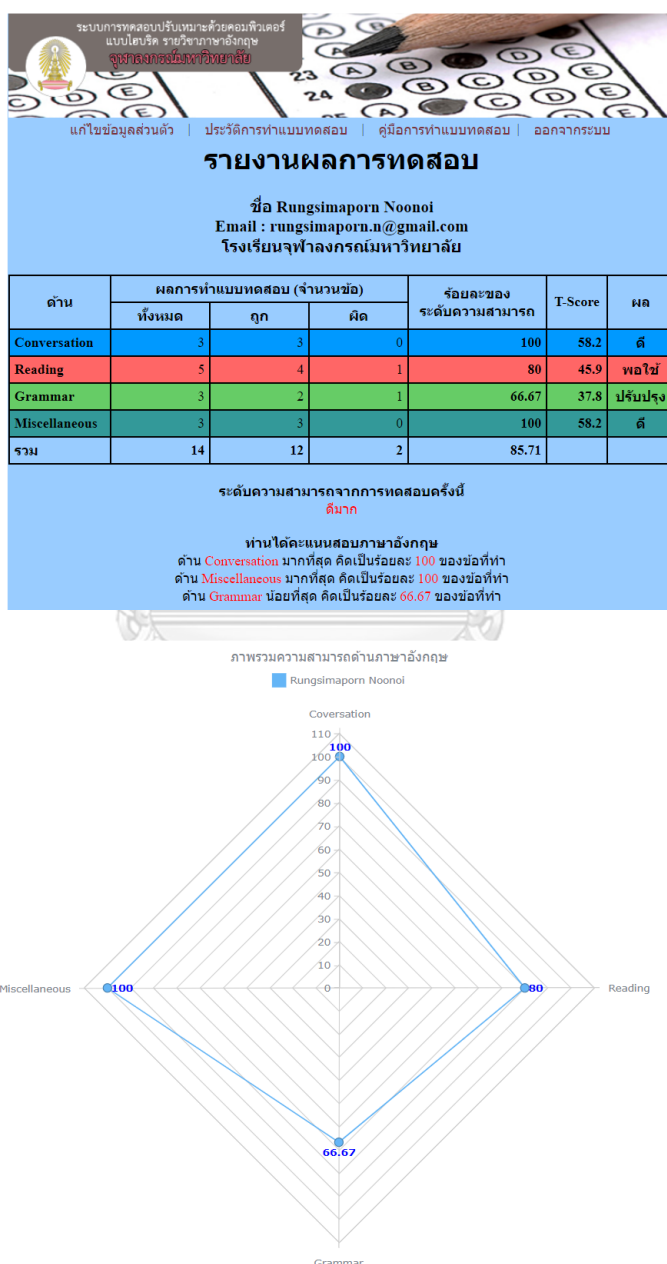 ระบบการทดสอบปรับเหมาะด้วยคอมพิวเตอร์
แบบไฮบริด รายวิชาภาษาอังกฤษ
จุฬาลงกรณ์มหาวิทยาลัย
แก้ไขข้อมูลส่วนตัว | ประวัติการทำแบบทดสอบ | คู่มือการทำแบบทดสอบ | ออกจากระบบ
รายงานผลการทดสอบ
ชื่อ Rungsimaporn Noonoi
Email : rungsimaporn.n@gmail.com
โรงเรียนจุฬาลงกรณ์มหาวิทยาลัย
ด้าน ผลการทำแบบทดสอบ (จำนวนข้อ) ร้อยละของระดับความสามารถ T-Score ผล
ทั้งหมด ถูก ผิด
Conversation 3 3 0 100 58.2 ดี
Reading 5 4 1 80 45.9 พอใช้
Grammar 3 2 1 66.67 37.8 ปรับปรุง
Miscellaneous 3 3 0 100 58.2 ดี
รวม 14 12 2 85.71
ระดับความสามารถจากการทดสอบครั้งนี้
ดีมาก
ท่านได้คะแนนสอบภาษาอังกฤษ
ด้าน Conversation มากที่สุด คิดเป็นร้อยละ 100 ของข้อที่ทำ
ด้าน Miscellaneous มากที่สุด คิดเป็นร้อยละ 100 ของข้อที่ทำ
ด้าน Grammar น้อยที่สุด คิดเป็นร้อยละ 66.67 ของข้อที่ทำ
ภาพรวมความสามารถด้านภาษาอังกฤษ
Rungsimaporn Noonoi
Coversation
110
100
100
90
80
70
60
50
40
30
20
10
Miscellaneous 100 0 80 Reading
66.67
Grammar